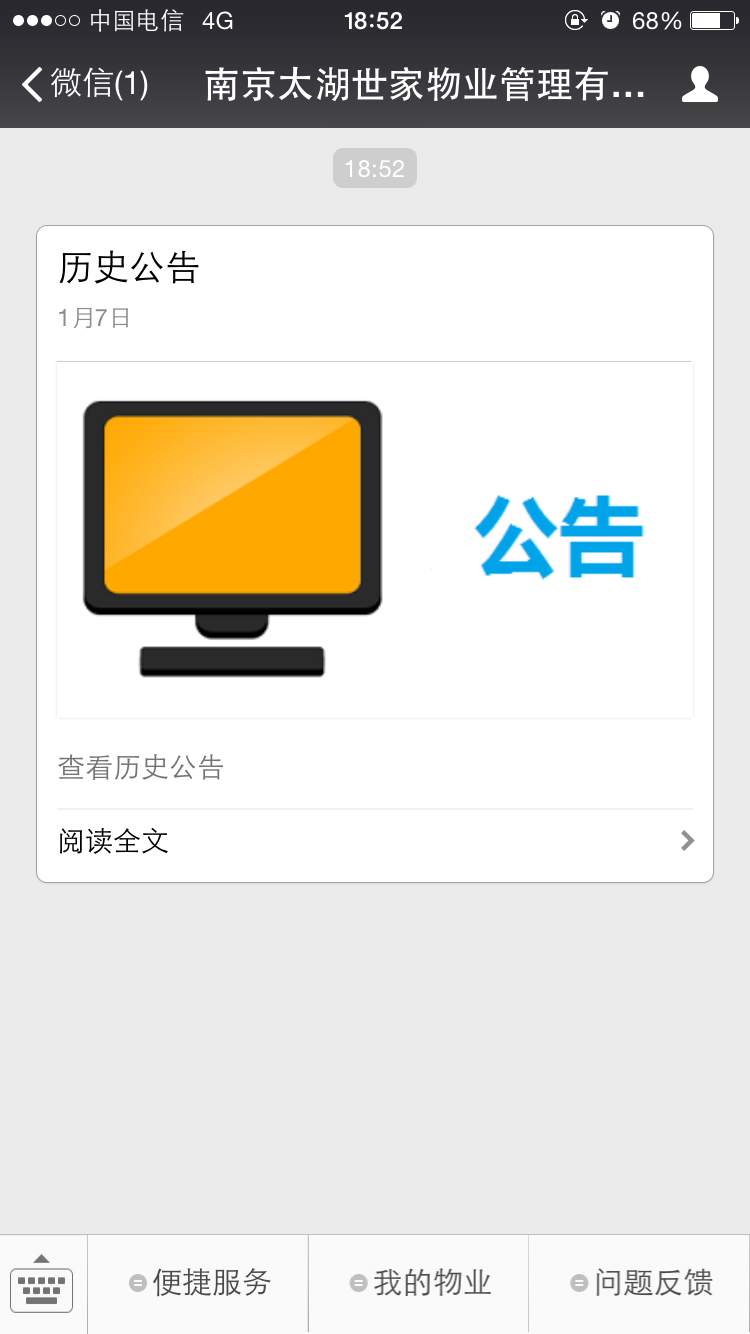 中国电信 4G 18:52 68%
微信(1) 南京太湖世家物业管理有...
18:52
历史公告
1月7日
公告
查看历史公告
阅读全文
便捷服务 我的物业 问题反馈